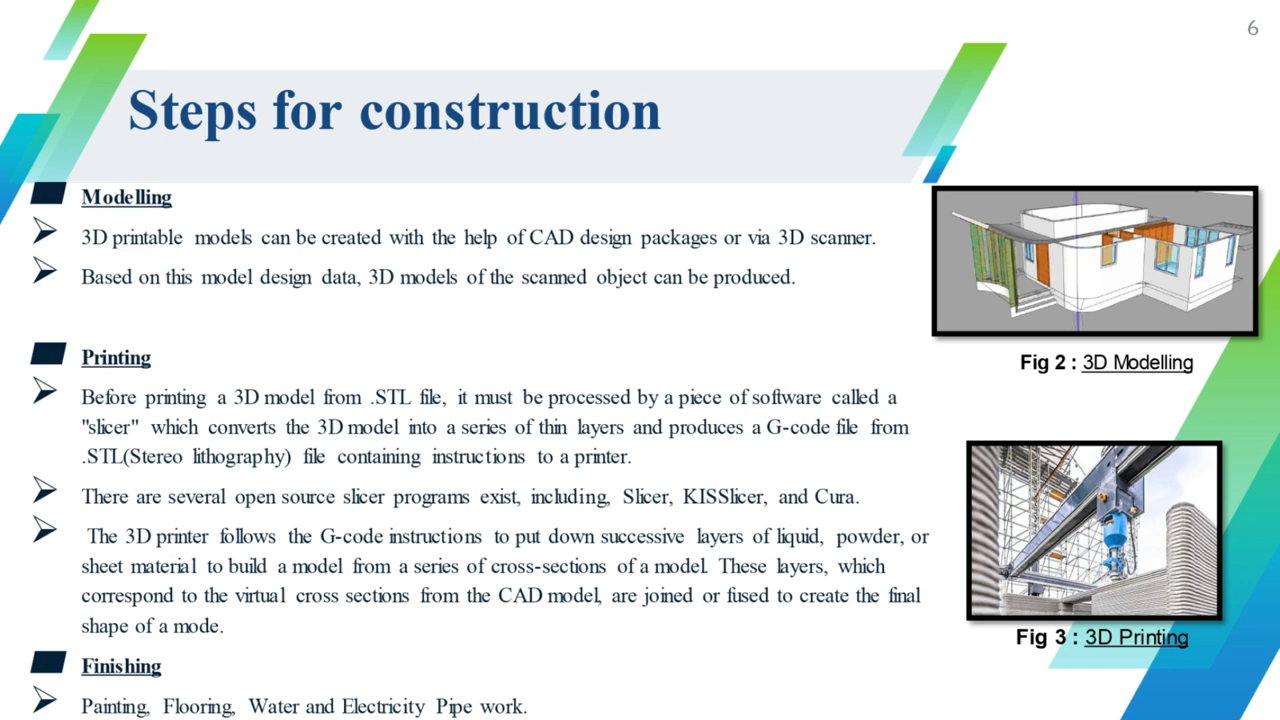 6
Steps for construction
Modelling
3D printable models can be created with the help of CAD design packages or via 3D scanner.
Based on this model design data, 3D models of the scanned object can be produced.
Fig 2 : 3D Modelling
Printing
Before printing a 3D model from .STL file, it must be processed by a piece of software called a
"slicer" which converts the 3D model into a series of thin layers and produces a G-code file from
.STL(Stereo lithography) file containing instructions to a printer.
There are several open source slicer programs exist, including, Slicer, KISSlicer, and Cura.
The 3D printer follows the G-code instructions to put down successive layers of liquid, powder, or
sheet material to build a model from a series of cross-sections of a model. These layers, which
correspond to the virtual cross sections from the CAD model, are joined or fused to create the final
shape of a mode.
Fig 3 : 3D Printing
Finishing
Painting, Flooring, Water and Electricity Pipe work.